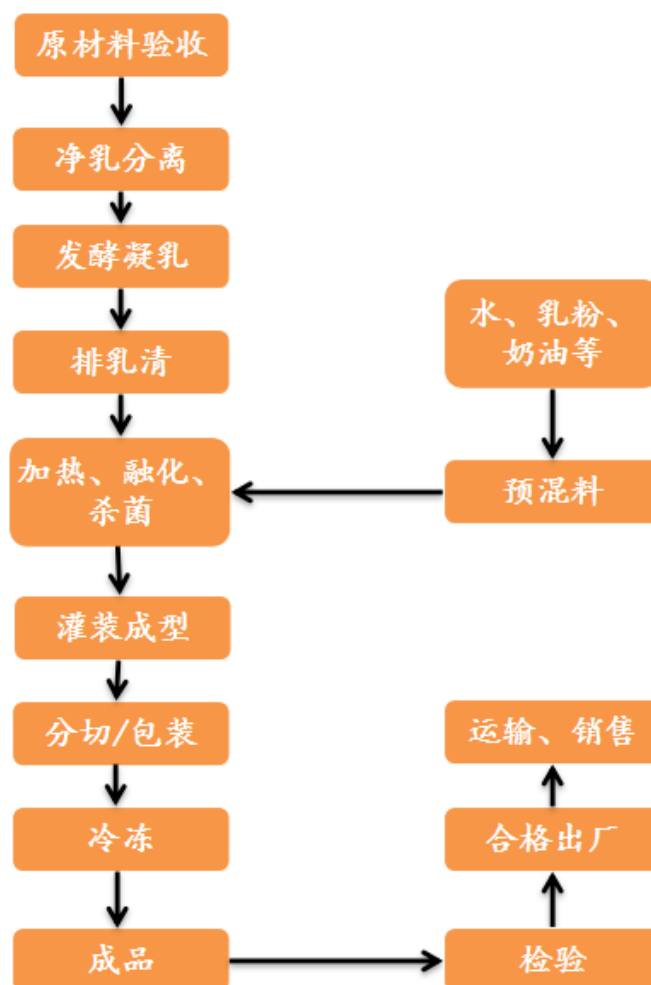 原材料验收
净乳分离
发酵凝乳
排乳清
加热、融化、
杀菌
水、乳粉、
奶油等
预混料
灌装成型
分切/包装
冷冻
成品
检验
合格出厂
运输、销售